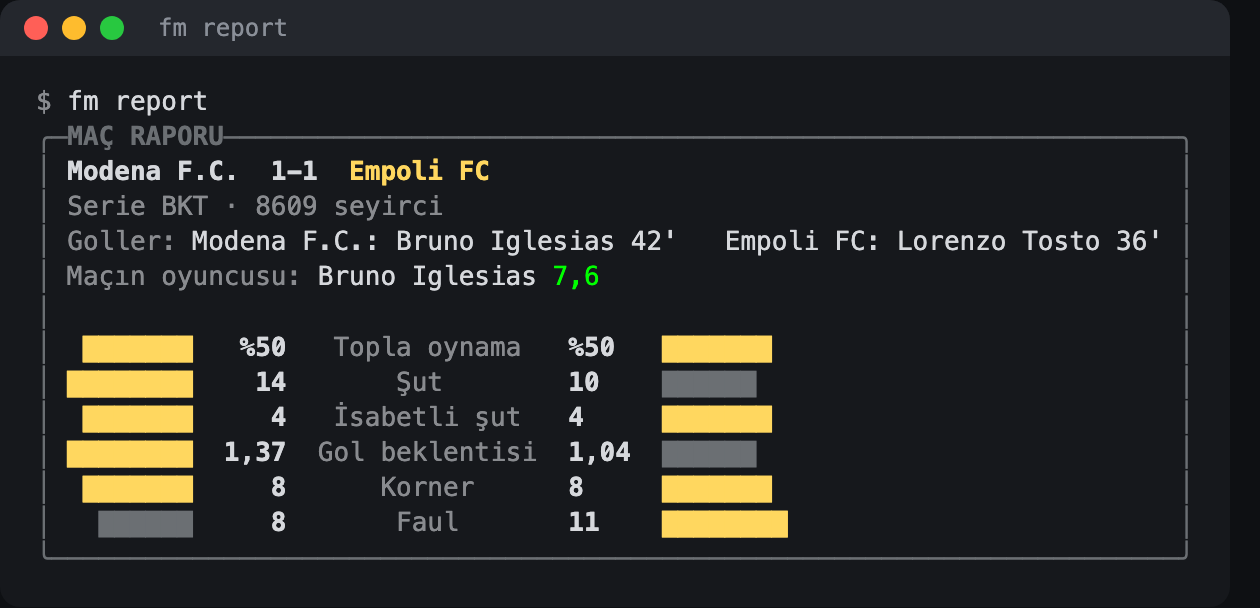 fm report
$ fm report
MAÇ RAPORU
Modena F.C.  1–1  Empoli FC
Serie BKT · 8609 seyirci
Goller: Modena F.C.: Bruno Iglesias 42'   Empoli FC: Lorenzo Tosto 36'
Maçın oyuncusu: Bruno Iglesias 7,6
%50   Topla oynama   %50
14   Şut   10
4   İsabetli şut   4
1,37   Gol beklentisi   1,04
8   Korner   8
8   Faul   11